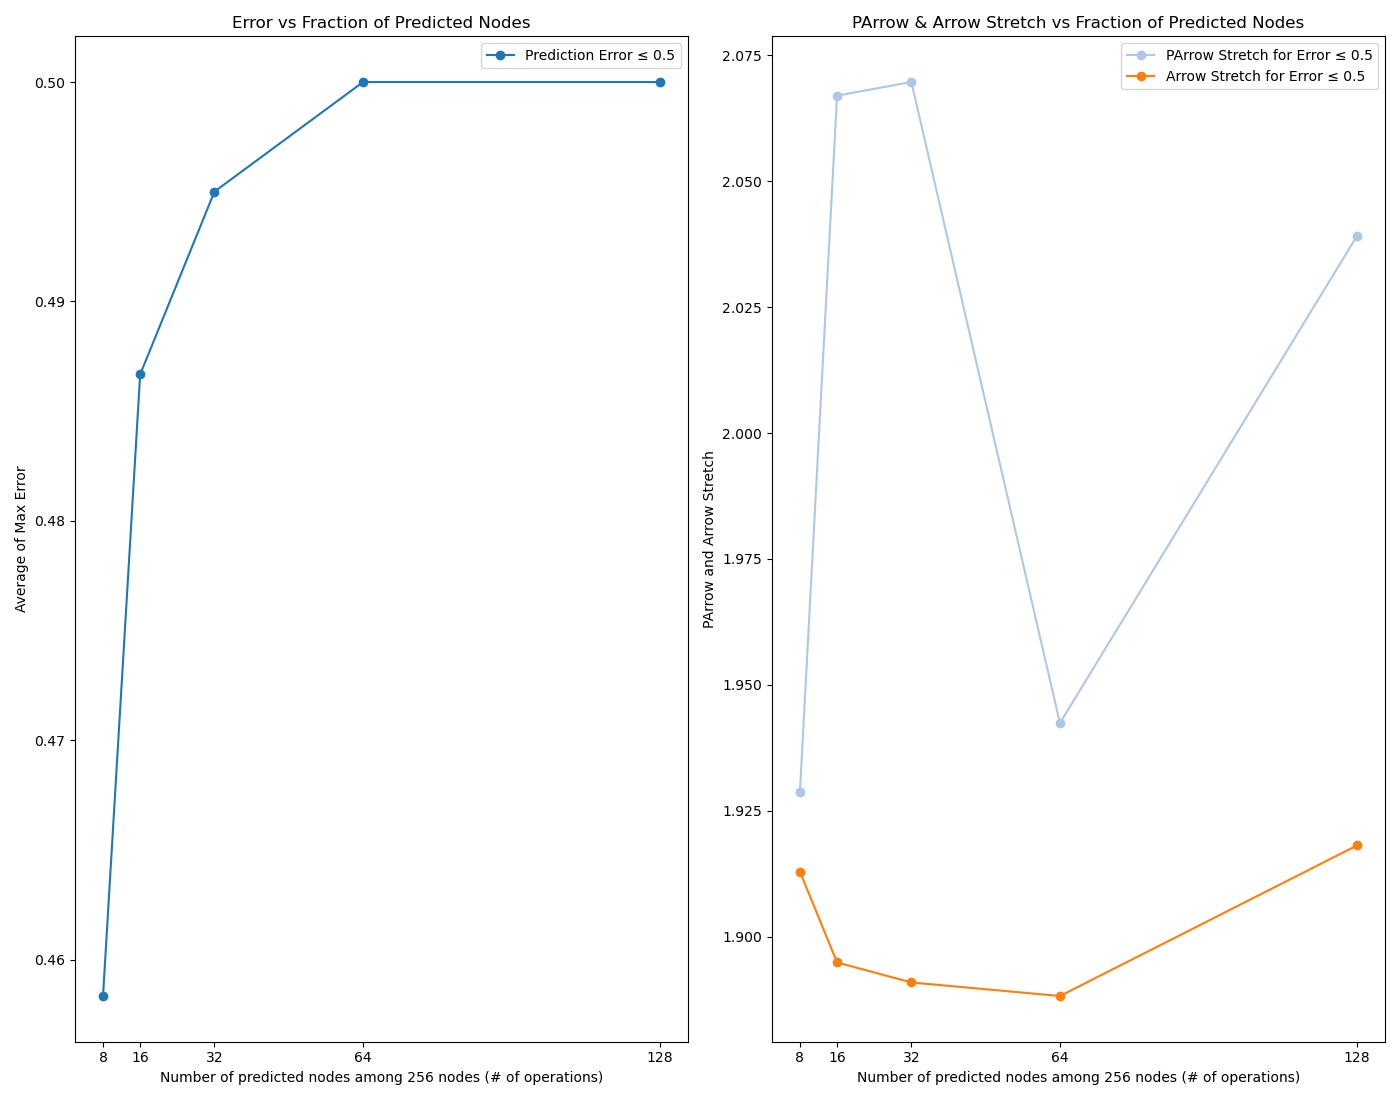 Error vs Fraction of Predicted Nodes
Prediction Error ≤ 0.5
Average of Max Error
0.50
0.49
0.48
0.47
0.46
8 16 32 64 128
Number of predicted nodes among 256 nodes (# of operations)
PArrow & Arrow Stretch vs Fraction of Predicted Nodes
PArrow Stretch for Error ≤ 0.5
Arrow Stretch for Error ≤ 0.5
PArrow and Arrow Stretch
2.075
2.050
2.025
2.000
1.975
1.950
1.925
1.900
8 16 32 64 128
Number of predicted nodes among 256 nodes (# of operations)